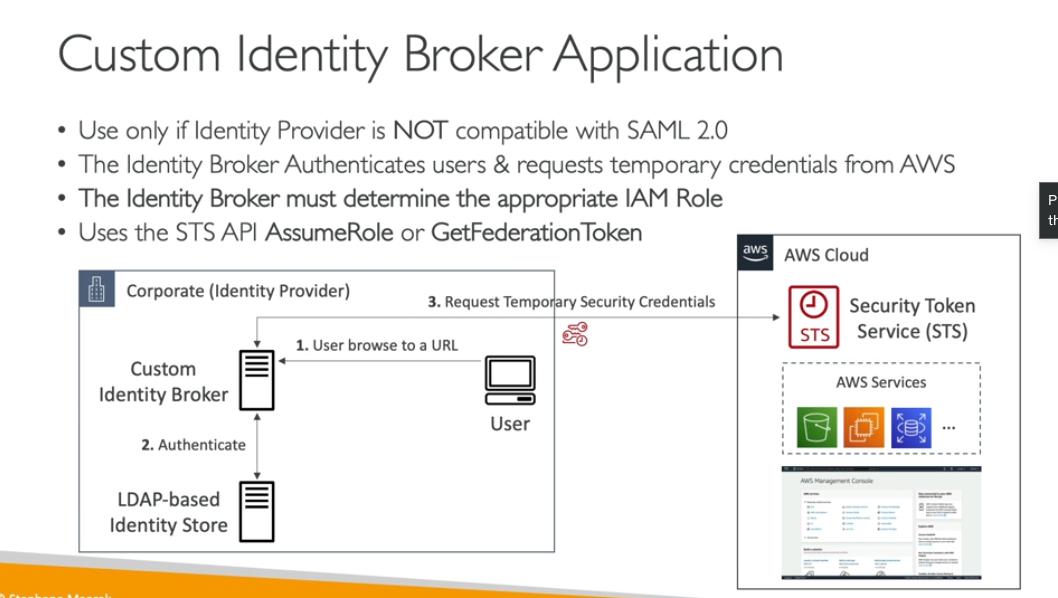 Custom Identity Broker Application
• Use only if Identity Provider is NOT compatible with SAML 2.0
• The Identity Broker Authenticates users & requests temporary credentials from AWS
• The Identity Broker must determine the appropriate IAM Role
• Uses the STS API AssumeRole or GetFederationToken
P
th
aws
AWS Cloud
Corporate (Identity Provider)
3. Request Temporary Security Credentials
STS
Security Token
Service (STS)
1. User browse to a URL
Custom
Identity Broker
User
AWS Services
...
2. Authenticate
LDAP-based
Identity Store
AWS Management Console